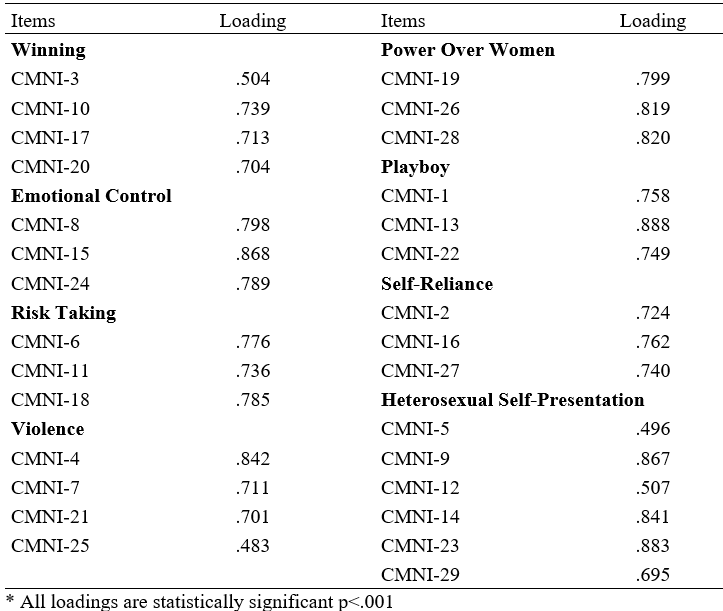 Items Loading Items Loading
Winning Power Over Women
CMNI-3 .504 CMNI-19 .799
CMNI-10 .739 CMNI-26 .819
CMNI-17 .713 CMNI-28 .820
CMNI-20 .704 Playboy
Emotional Control CMNI-1 .758
CMNI-8 .798 CMNI-13 .888
CMNI-15 .868 CMNI-22 .749
CMNI-24 .789 Self-Reliance
Risk Taking CMNI-2 .724
CMNI-6 .776 CMNI-16 .762
CMNI-11 .736 CMNI-27 .740
CMNI-18 .785 Heterosexual Self-Presentation
Violence CMNI-5 .496
CMNI-4 .842 CMNI-9 .867
CMNI-7 .711 CMNI-12 .507
CMNI-21 .701 CMNI-14 .841
CMNI-25 .483 CMNI-23 .883
CMNI-29 .695
* All loadings are statistically significant p<.001